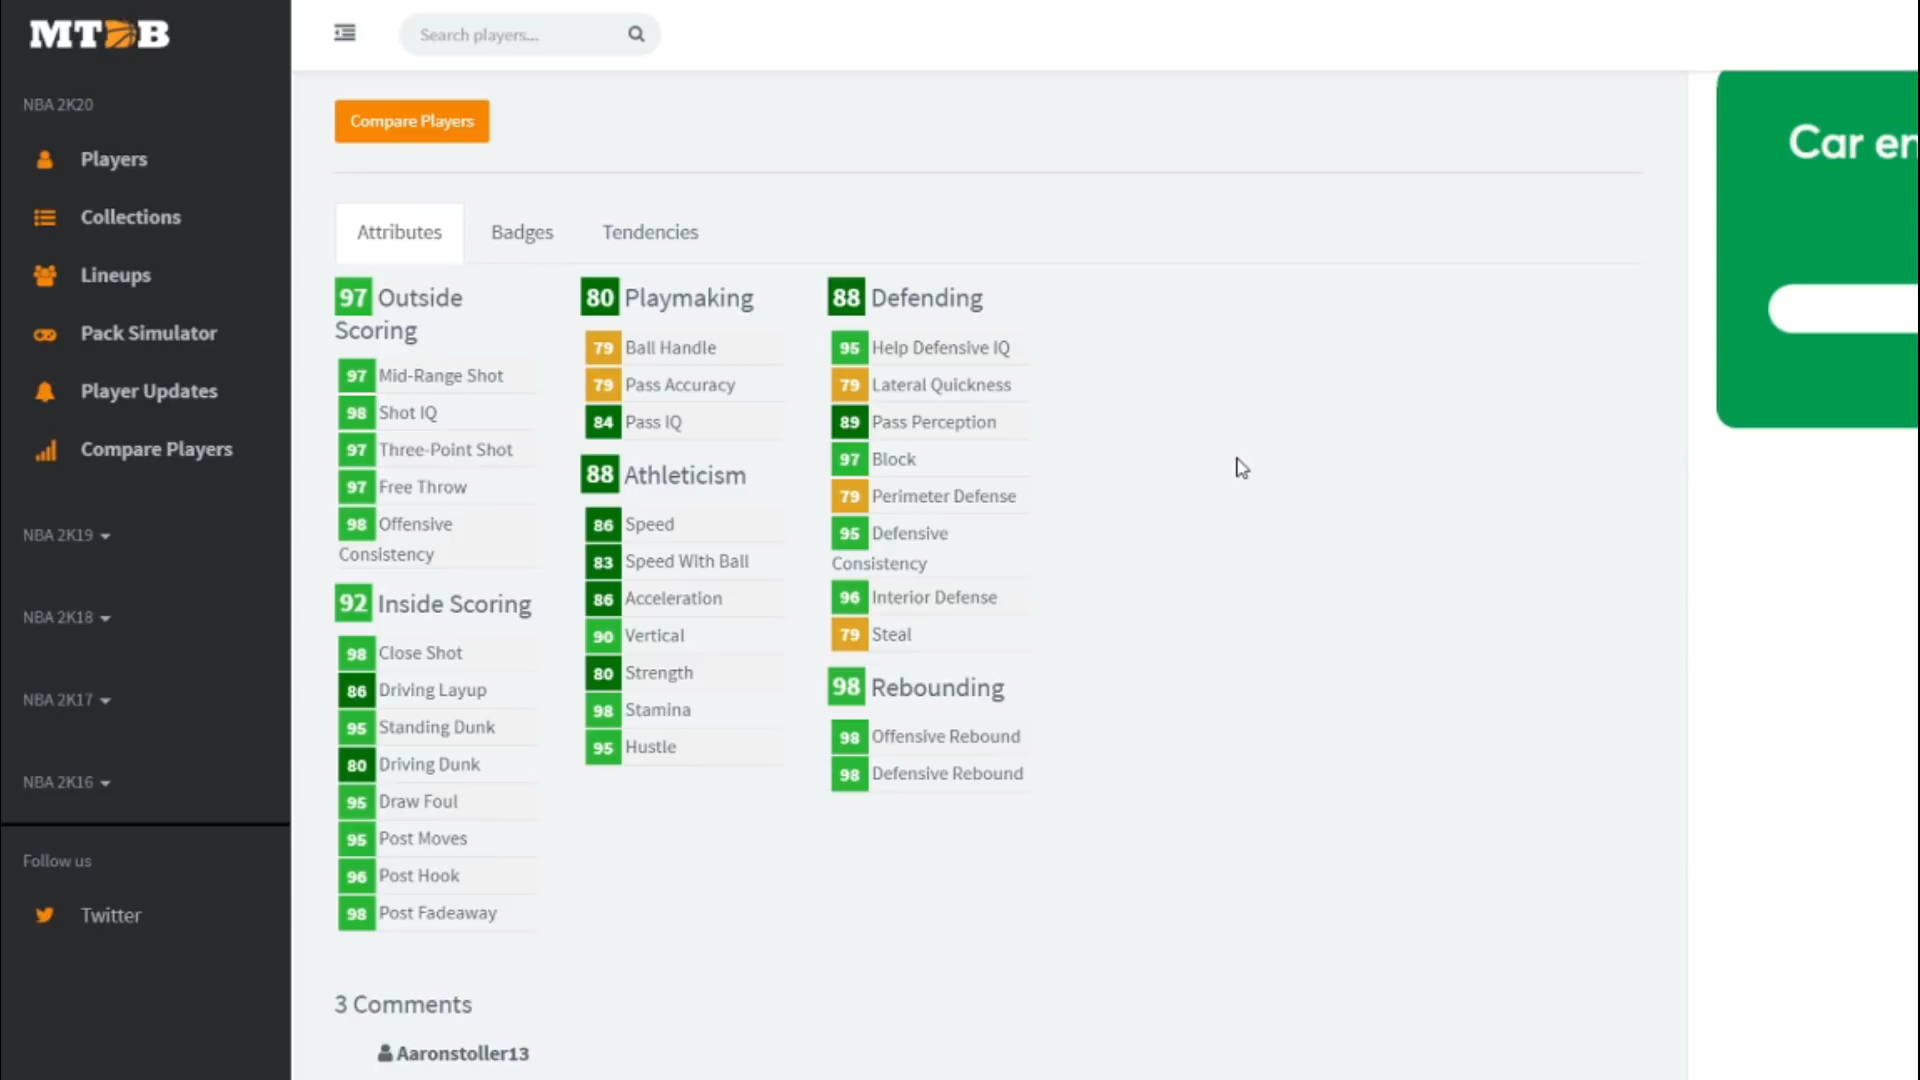 MTDB
Search players...
NBA 2K20
Players
Collections
Lineups
Pack Simulator
Player Updates
Compare Players
NBA 2K19
NBA 2K18
NBA 2K17
NBA 2K16
Follow us
Twitter
Compare Players
Attributes
Badges
Tendencies
97 Outside
Scoring
97 Mid-Range Shot
98 Shot IQ
97 Three-Point Shot
97 Free Throw
98 Offensive
Consistency
92 Inside Scoring
98 Close Shot
86 Driving Layup
95 Standing Dunk
80 Driving Dunk
95 Draw Foul
95 Post Moves
96 Post Hook
98 Post Fadeaway
80 Playmaking
79 Ball Handle
79 Pass Accuracy
84 Pass IQ
88 Athleticism
86 Speed
83 Speed With Ball
86 Acceleration
90 Vertical
80 Strength
98 Stamina
95 Hustle
88 Defending
95 Help Defensive IQ
79 Lateral Quickness
89 Pass Perception
97 Block
79 Perimeter Defense
95 Defensive
Consistency
96 Interior Defense
79 Steal
98 Rebounding
98 Offensive Rebound
98 Defensive Rebound
3 Comments
Aaronstoller13
Car en